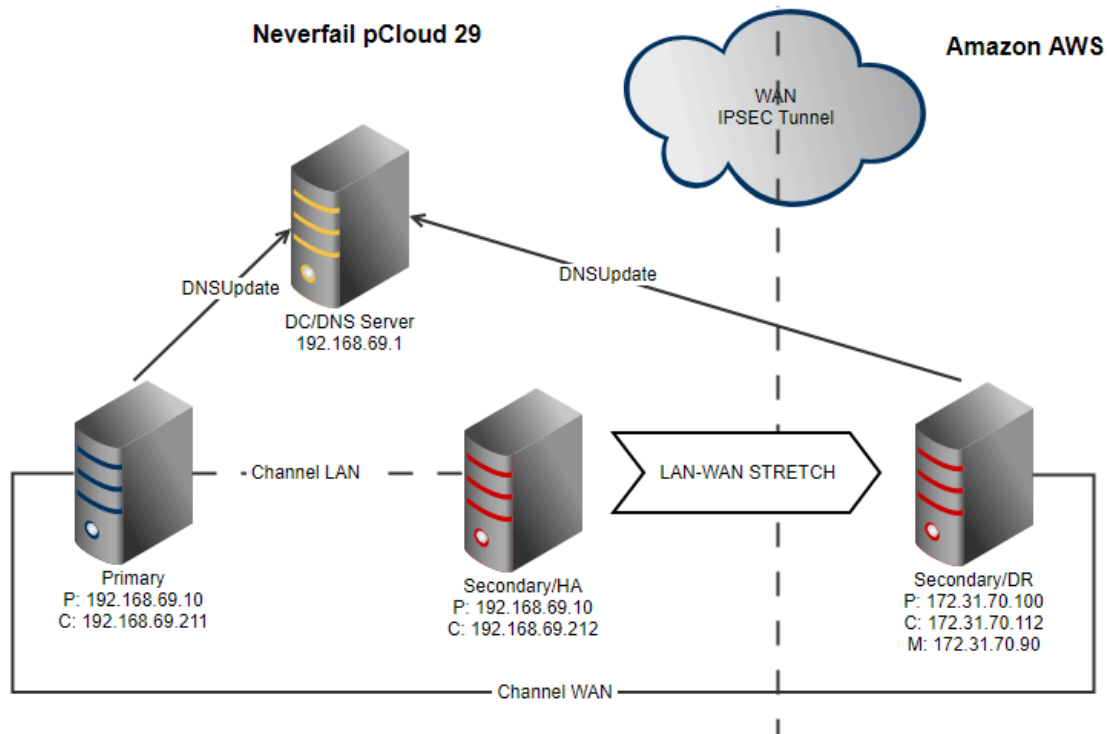 Neverfail pCloud 29
Amazon AWS
WAN
IPSEC Tunnel
DNSUpdate
DNSUpdate
DC/DNS Server
192.168.69.1
Channel LAN
LAN-WAN STRETCH
Primary
P: 192.168.69.10
C: 192.168.69.211
Secondary/HA
P: 192.168.69.10
C: 192.168.69.212
Secondary/DR
P: 172.31.70.100
C: 172.31.70.112
M: 172.31.70.90
Channel WAN